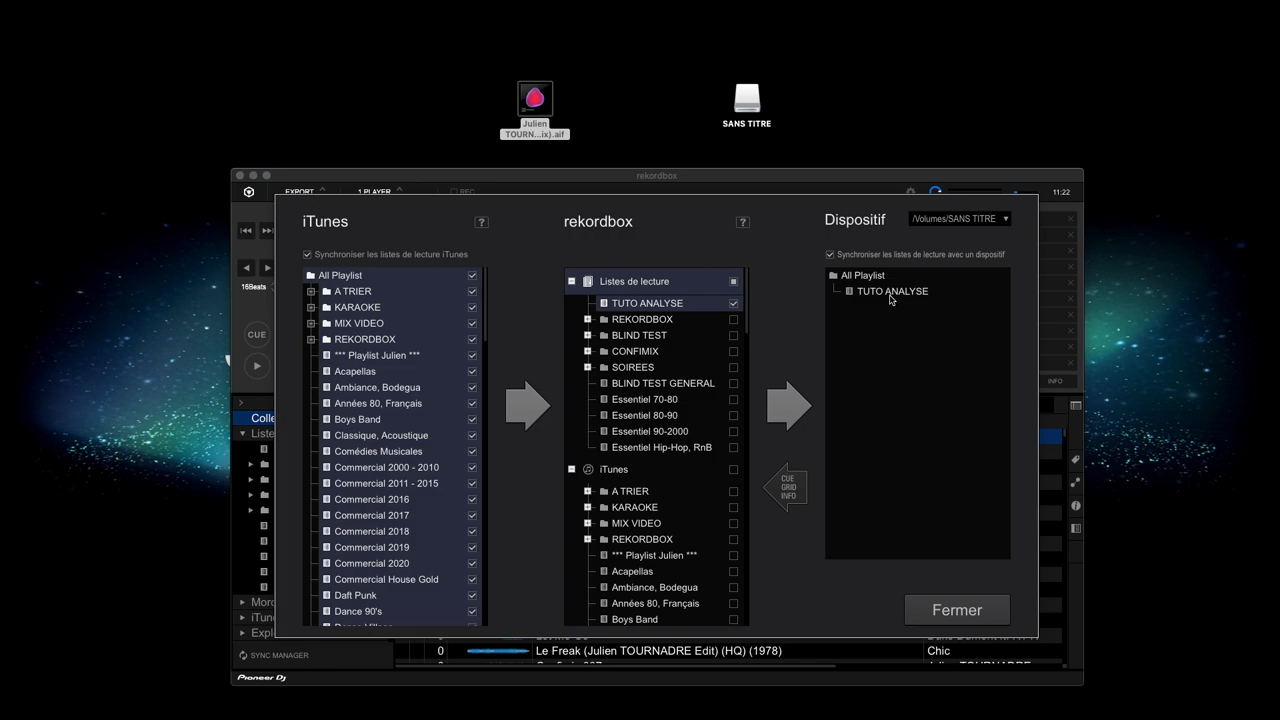 Julien
TOURN...ix).aif
SANS TITRE
rekordbox
EXPORT
1 PLAYER
REC
11:22
iTunes
?
Synchroniser les listes de lecture iTunes
All Playlist
A TRIER
KARAOKE
MIX VIDEO
REKORDBOX
*** Playlist Julien ***
Acapellas
Ambiance, Bodegua
Années 80, Français
Boys Band
Classique, Acoustique
Comédies Musicales
Commercial 2000 - 2010
Commercial 2011 - 2015
Commercial 2016
Commercial 2017
Commercial 2018
Commercial 2019
Commercial 2020
Commercial House Gold
Daft Punk
Dance 90's
rekordbox
?
Listes de lecture
TUTO ANALYSE
REKORDBOX
BLIND TEST
CONFIMIX
SOIREES
BLIND TEST GENERAL
Essentiel 70-80
Essentiel 80-90
Essentiel 90-2000
Essentiel Hip-Hop, RnB
iTunes
A TRIER
KARAOKE
MIX VIDEO
REKORDBOX
*** Playlist Julien ***
Acapellas
Ambiance, Bodegua
Années 80, Français
Boys Band
CUE
GRID
INFO
Dispositif
/Volumes/SANS TITRE
Synchroniser les listes de lecture avec un dispositif
All Playlist
TUTO ANALYSE
Fermer
16Beats
CUE
INFO
Colle
Liste
Expl
SYNC MANAGER
0
Le Freak (Julien TOURNADRE Edit) (HQ) (1978)
Chic
Pioneer Dj